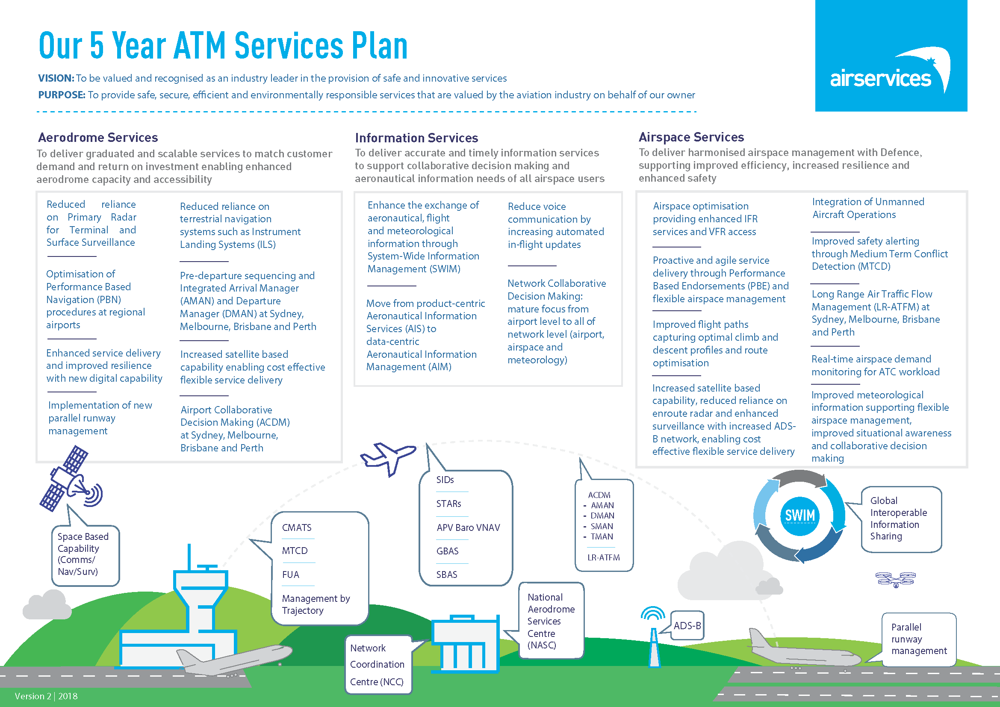 Our 5 Year ATM Services Plan
VISION: To be valued and recognised as an industry leader in the provision of safe and innovative services
PURPOSE: To provide safe, secure, efficient and environmentally responsible services that are valued by the aviation industry on behalf of our owner
airservices
Aerodrome Services
To deliver graduated and scalable services to match customer
demand and return on investment enabling enhanced
aerodrome capacity and accessibility
Reduced reliance
on Primary Radar
for Terminal and
Surface Surveillance
Optimisation of
Performance Based
Navigation (PBN)
procedures at regional
airports
Enhanced service delivery
and improved resilience
with new digital capability
Implementation of new
parallel runway
management
Reduced reliance on
terrestrial navigation
systems such as Instrument
Landing Systems (ILS)
Pre-departure sequencing and
Integrated Arrival Manager
(AMAN) and Departure
Manager (DMAN) at Sydney,
Melbourne, Brisbane and Perth
Increased satellite based
capability enabling cost effective
flexible service delivery
Airport Collaborative
Decision Making (ACDM)
at Sydney, Melbourne,
Brisbane and Perth
Information Services
To deliver accurate and timely information services
to support collaborative decision making and
aeronautical information needs of all airspace users
Enhance the exchange of
aeronautical, flight
and meteorological
information through
System-Wide Information
Management (SWIM)
Move from product-centric
Aeronautical Information
Services (AIS) to
data-centric
Aeronautical Information
Management (AIM)
Reduce voice
communication by
increasing automated
in-flight updates
Network Collaborative
Decision Making:
mature focus from
airport level to all of
network level (airport,
airspace and
meteorology)
Airspace Services
To deliver harmonised airspace management with Defence,
supporting improved efficiency, increased resilience and
enhanced safety
Airspace optimisation
providing enhanced IFR
services and VFR access
Proactive and agile service
delivery through Performance
Based Endorsements (PBE) and
flexible airspace management
Improved flight paths
capturing optimal climb and
descent profiles and route
optimisation
Increased satellite based
capability, reduced reliance on
enroute radar and enhanced
surveillance with increased ADS-
B network, enabling cost
effective flexible service delivery
Integration of Unmanned
Aircraft Operations
Improved safety alerting
through Medium Term Conflict
Detection (MTCD)
Long Range Air Traffic Flow
Management (LR-ATFM) at
Sydney, Melbourne, Brisbane
and Perth
Real-time airspace demand
monitoring for ATC workload
Improved meteorological
information supporting flexible
airspace management,
improved situational awareness
and collaborative decision
making
Space Based
Capability
(Comms/
Nav/Surv)
CMATS
MTCD
FUA
Management by
Trajectory
SIDs
STARs
APV Baro VNAV
GBAS
SBAS
ACDM
- AMAN
- DMAN
- SMAN
- TMAN
LR-ATFM
SWIM
Global
Interoperable
Information
Sharing
Network
Coordination
Centre (NCC)
National
Aerodrome
Services
Centre
(NASC)
ADS-B
Parallel
runway
management
Version 2 | 2018